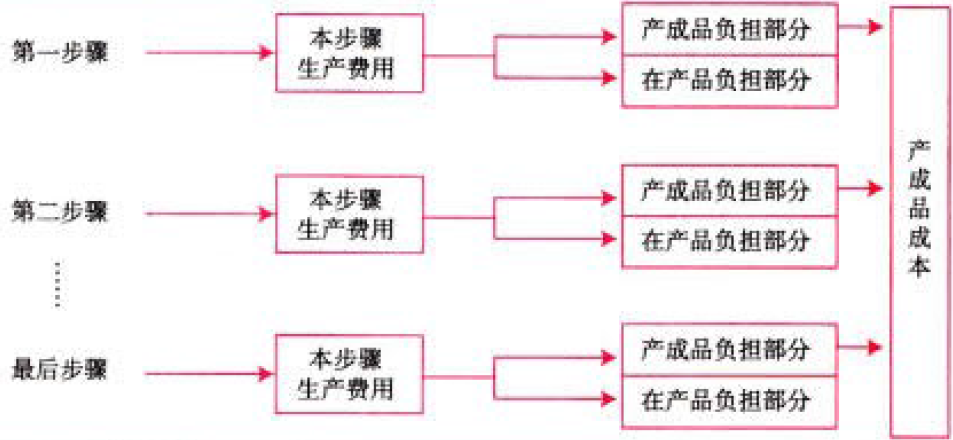 第一步骤
本步骤
生产费用
产成品负担部分
在产品负担部分
第二步骤
本步骤
生产费用
产成品负担部分
在产品负担部分
……
最后步骤
本步骤
生产费用
产成品负担部分
在产品负担部分
产成品成本